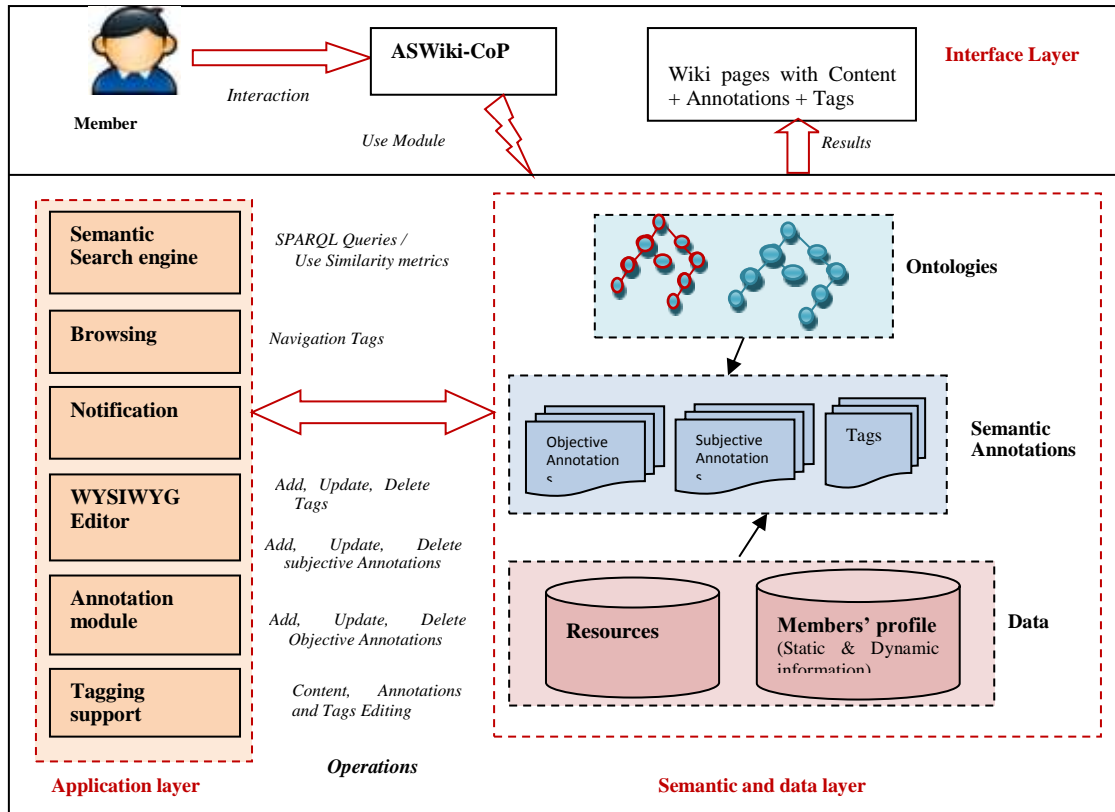 Member
Interaction
ASWiki-CoP
Use Module
Wiki pages with Content
+ Annotations + Tags
Results
Interface Layer
Semantic
Search engine
Browsing
Notification
WYSIWYG
Editor
Annotation
module
Tagging
support
Application layer
SPARQL Queries /
Use Similarity metrics
Navigation Tags
Add, Update, Delete
Tags
Add, Update, Delete
subjective Annotations
Add, Update, Delete
Objective Annotations
Content, Annotations
and Tags Editing
Operations
Ontologies
Objective
Annotation
s
Subjective
Annotation
s
Tags
Semantic
Annotations
Resources
Members' profile
(Static & Dynamic
information)
Data
Semantic and data layer